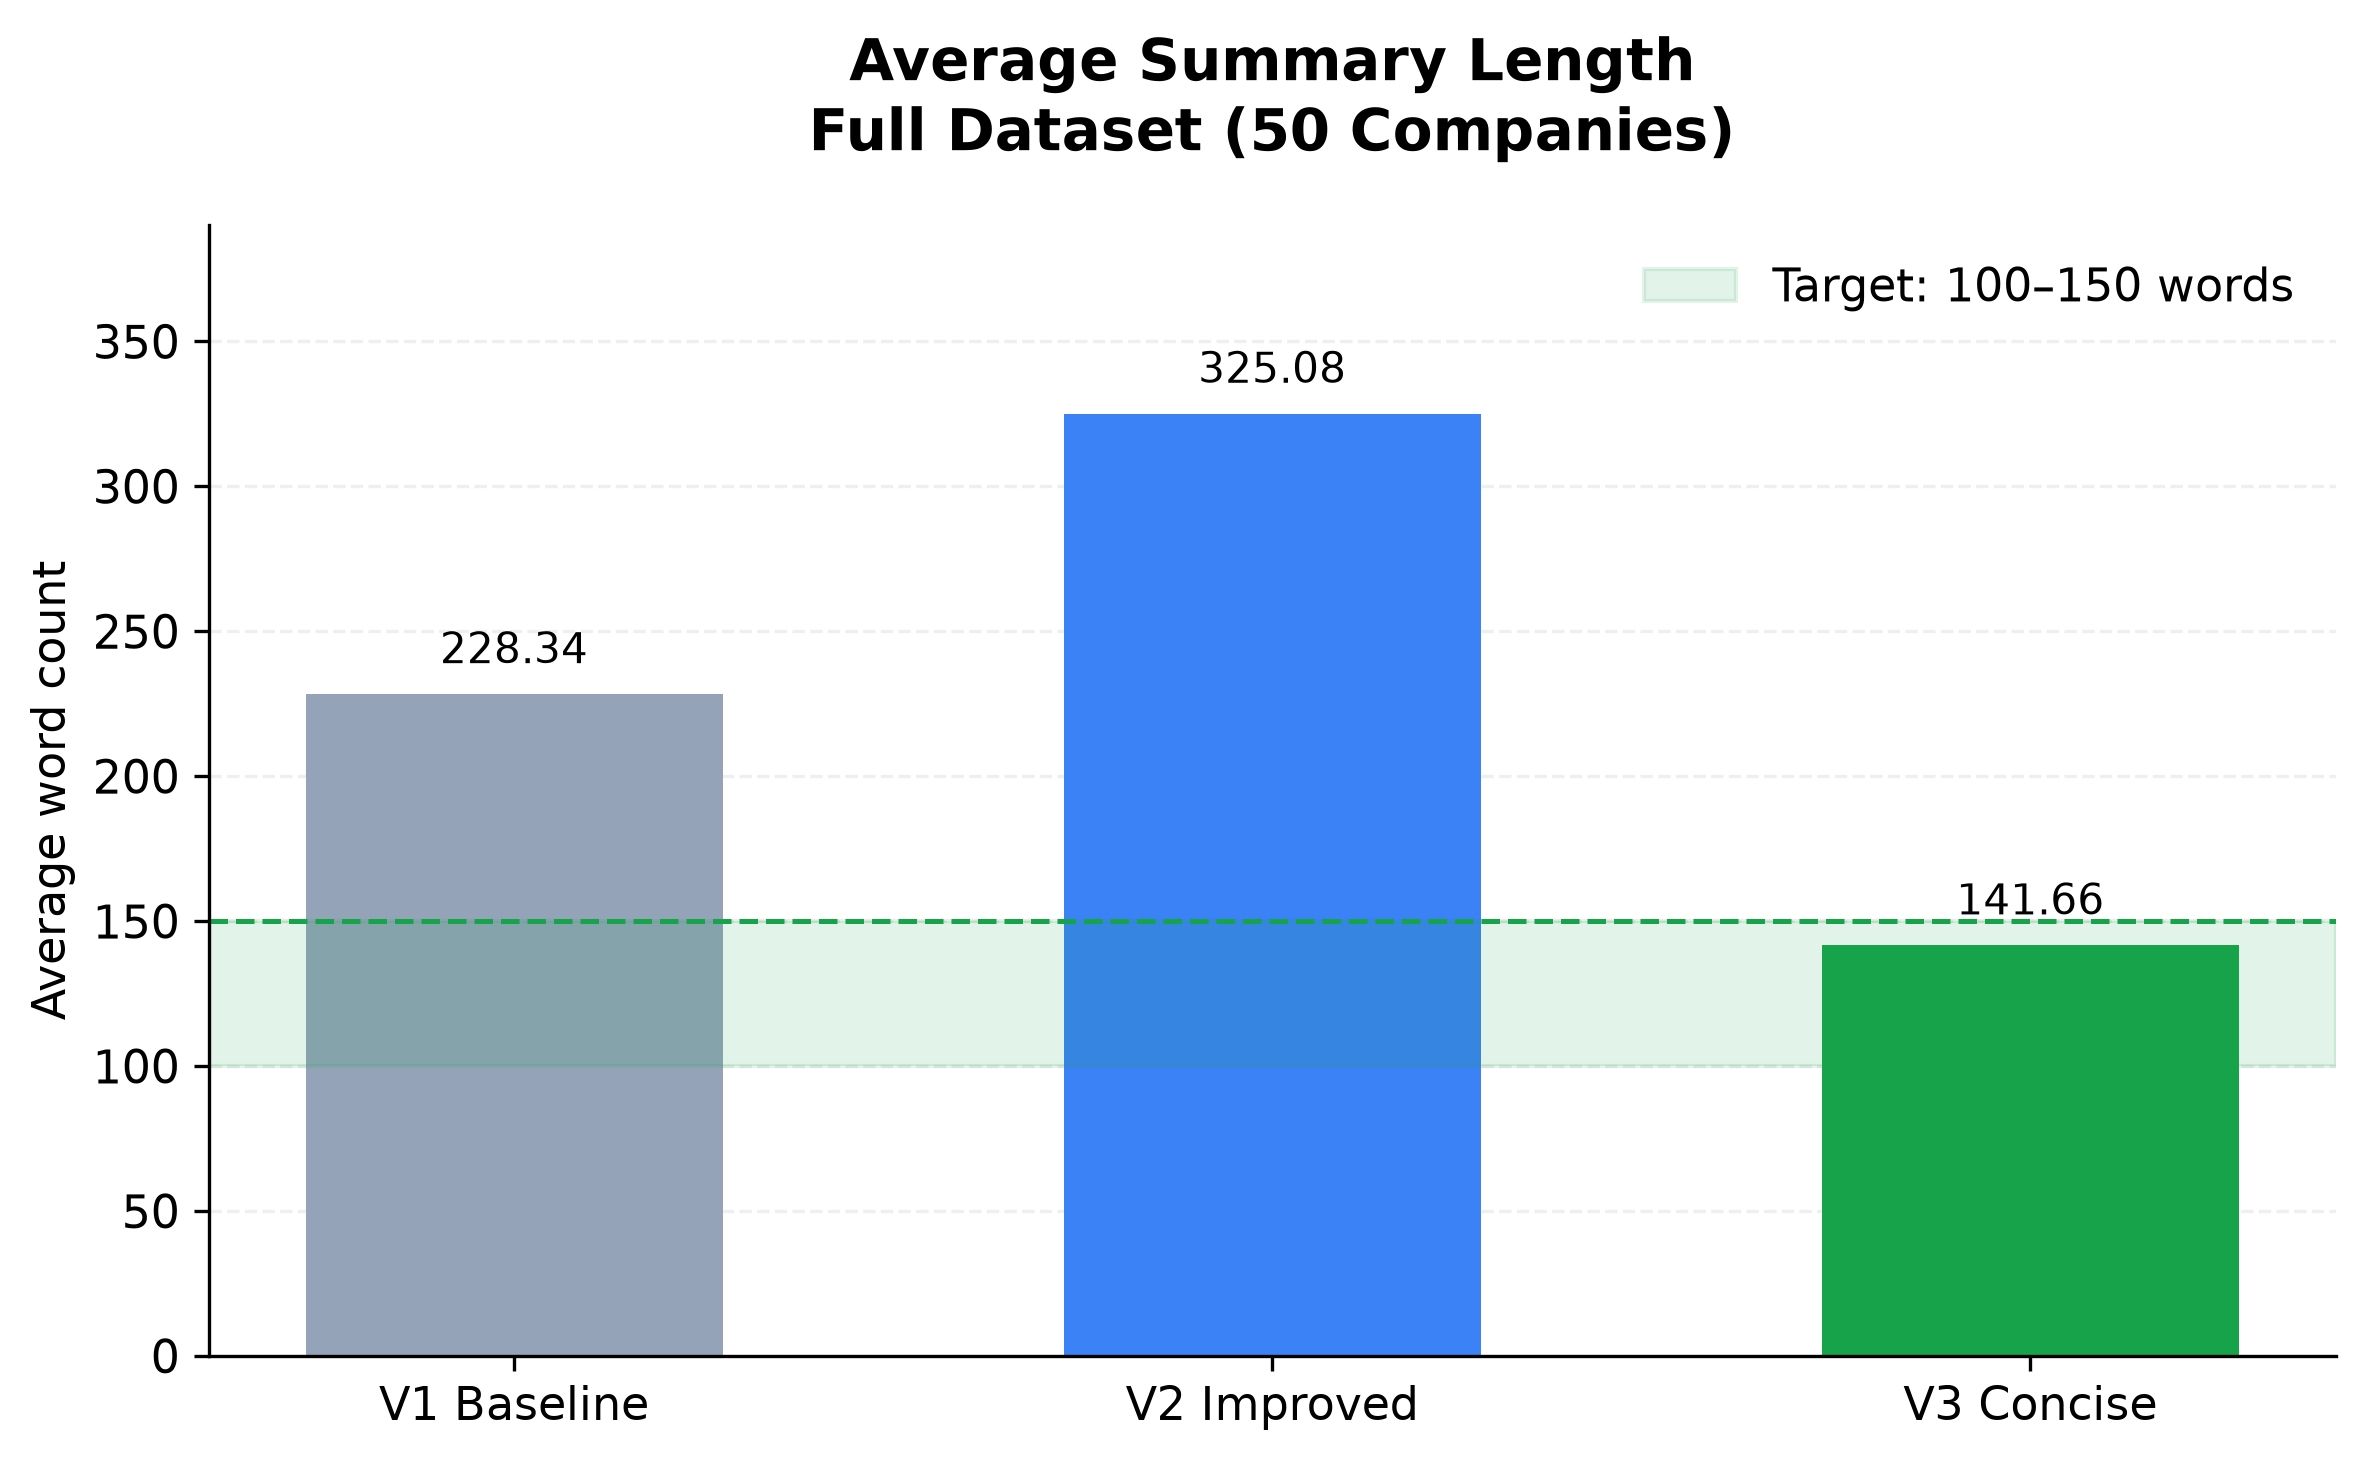 Average Summary Length
Full Dataset (50 Companies)
Target: 100–150 words
Average word count
350
300
250
200
150
100
50
0
325.08
228.34
141.66
V1 Baseline
V2 Improved
V3 Concise